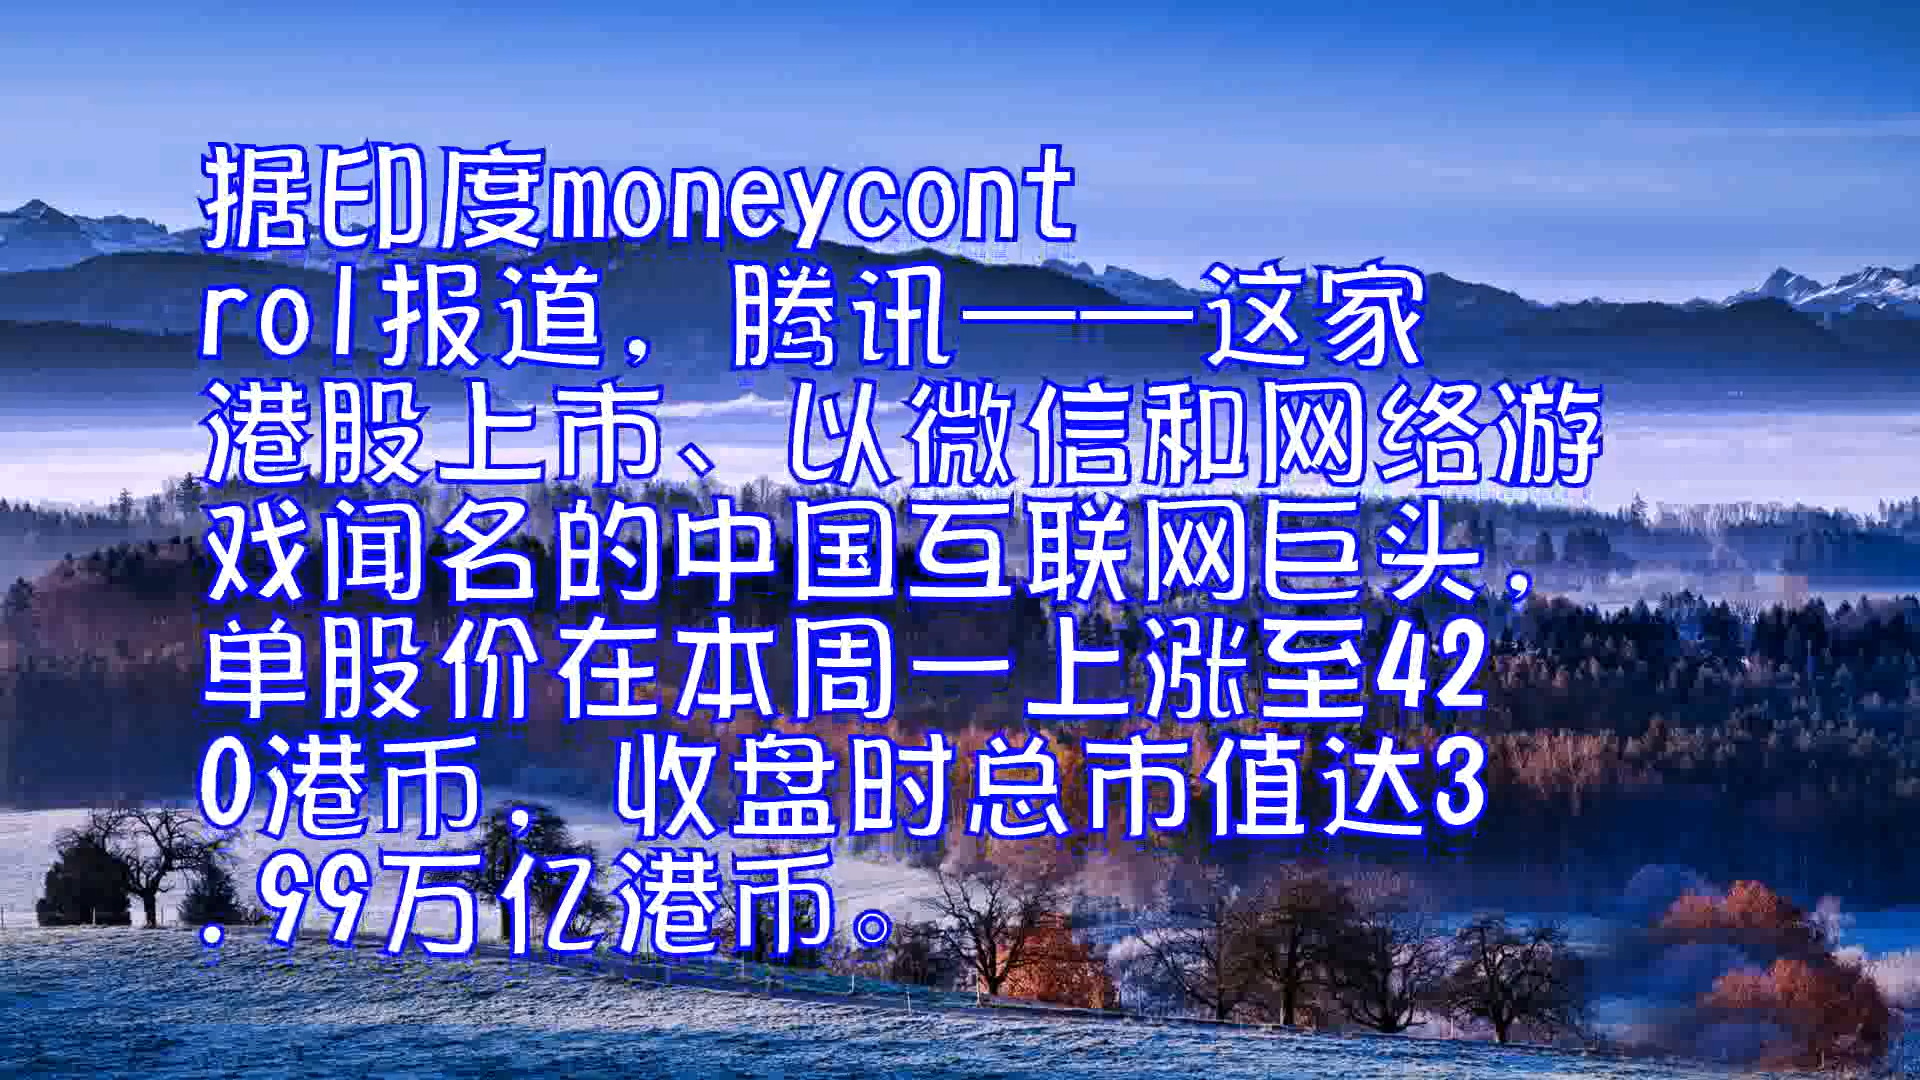 据印度moneycont
rol报道，腾讯——这家
港股上市、以微信和网络游
戏闻名的中国互联网巨头，
单股价在本周一上涨至42
0港币，收盘时总市值达3
.99万亿港币。